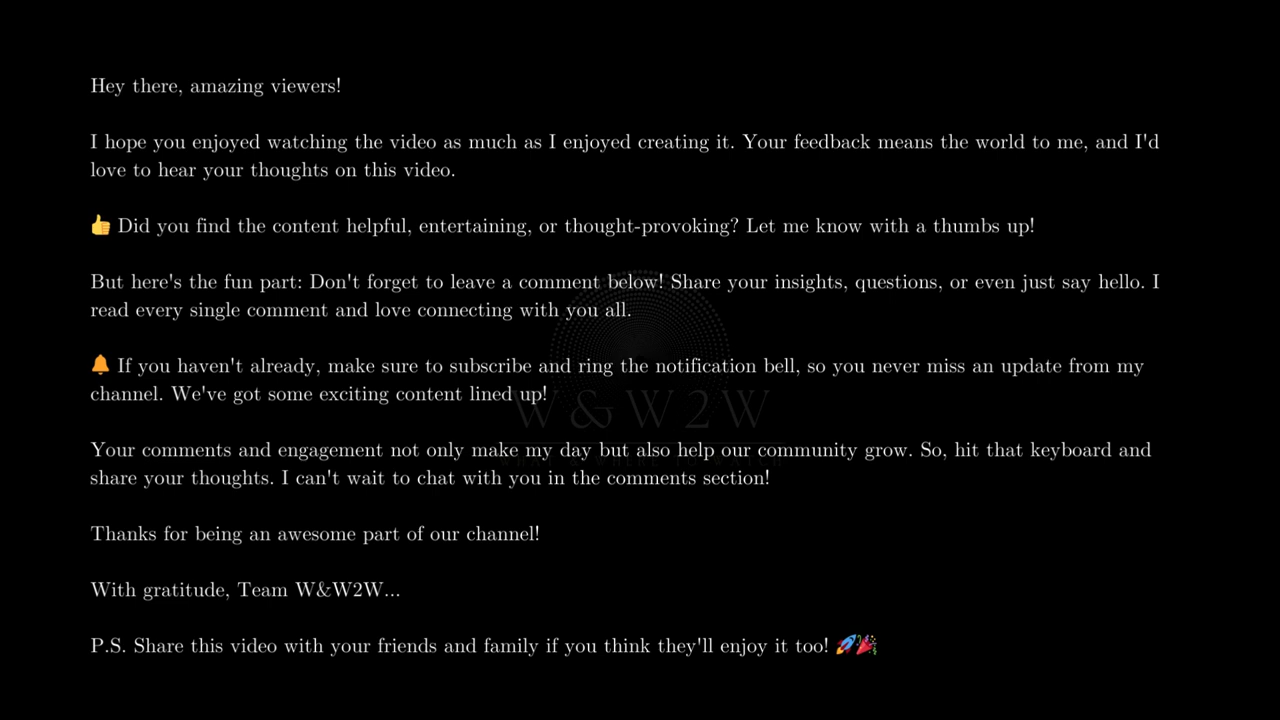 Hey there, amazing viewers!
I hope you enjoyed watching the video as much as I enjoyed creating it. Your feedback means the world to me, and I'd
love to hear your thoughts on this video.
👍 Did you find the content helpful, entertaining, or thought-provoking? Let me know with a thumbs up!
But here's the fun part: Don't forget to leave a comment below! Share your insights, questions, or even just say hello. I
read every single comment and love connecting with you all.
🔔 If you haven't already, make sure to subscribe and ring the notification bell, so you never miss an update from my
channel. We've got some exciting content lined up!
W&W2W
Your comments and engagement not only make my day but also help our community grow. So, hit that keyboard and
share your thoughts. I can't wait to chat with you in the comments section!
Thanks for being an awesome part of our channel!
With gratitude, Team W&W2W...
P.S. Share this video with your friends and family if you think they'll enjoy it too! 🚀🎉